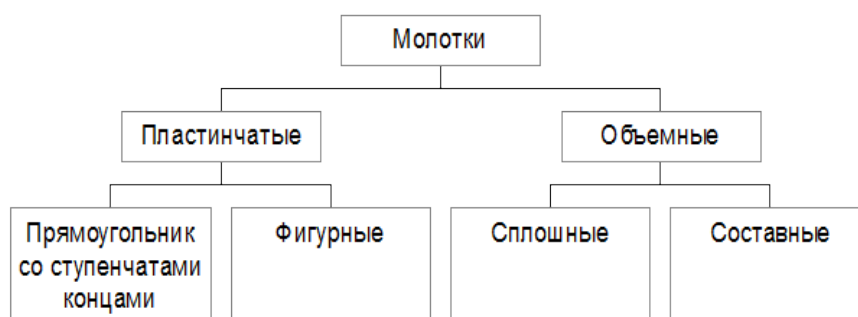 Молотки
Пластинчатые
Объемные
Прямоугольник
со ступенчатами
концами
Фигурные
Сплошные
Составные